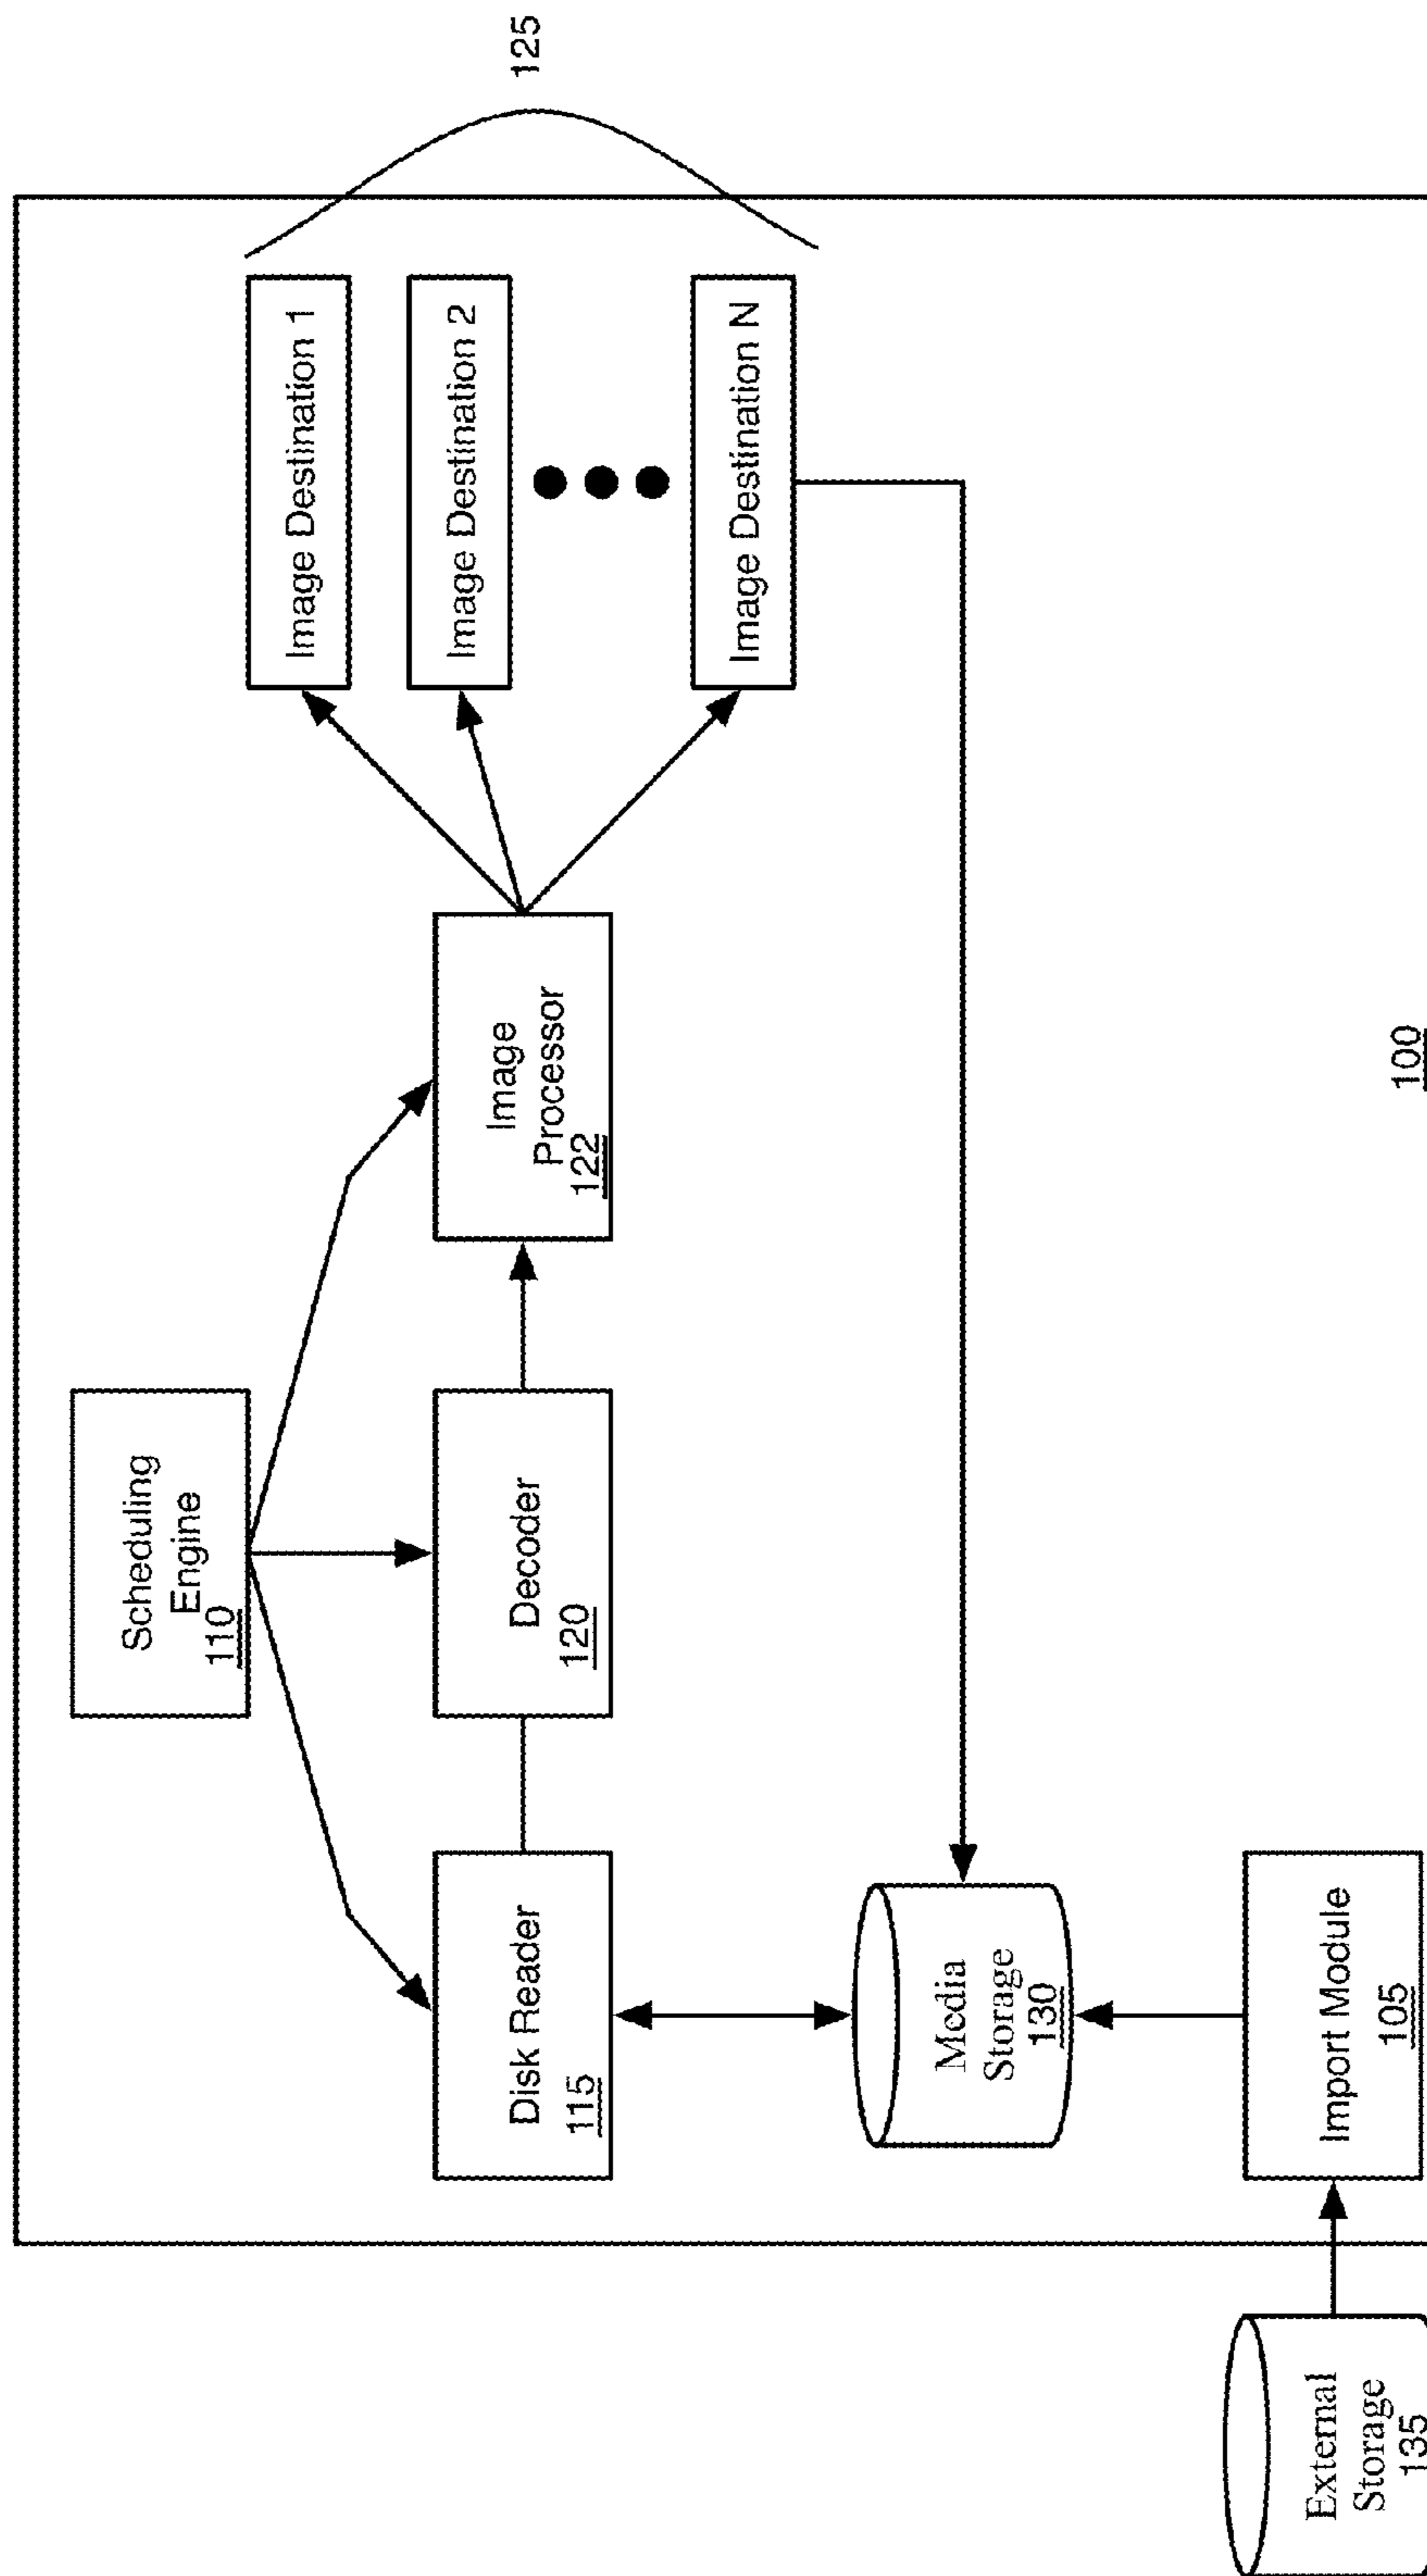 Scheduling
Engine
110
Disk Reader
115
Decoder
120
Image
Processor
122
Image Destination 1
Image Destination 2
Image Destination N
125
Media
Storage
130
External
Storage
135
Import Module
105
100